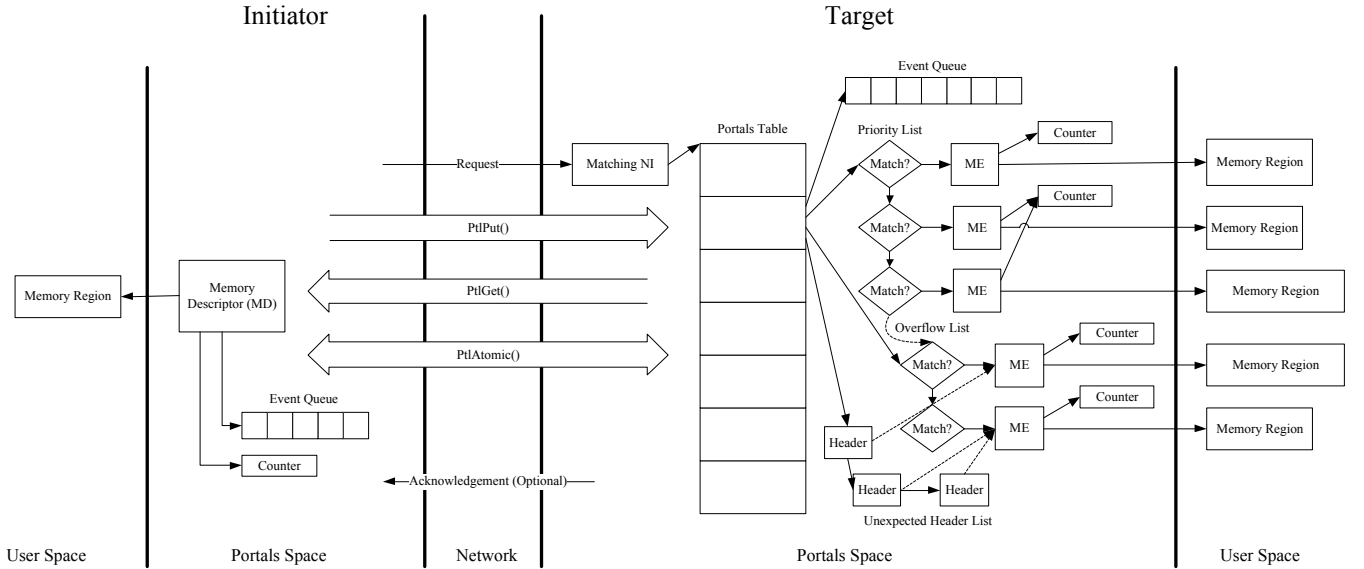 Initiator
Target
Event Queue
Portals Table
Priority List
Counter
Request
Matching NI
Match?
ME
Memory Region
Counter
PtlPut()
Match?
ME
Memory Region
Memory Region
Memory
Descriptor (MD)
PtlGet()
Match?
ME
Memory Region
Overflow List
Counter
PtlAtomic()
Match?
ME
Memory Region
Counter
Event Queue
Header
Match?
ME
Memory Region
Counter
Acknowledgement (Optional)
Header
Header
Unexpected Header List
User Space
Portals Space
Network
Portals Space
User Space